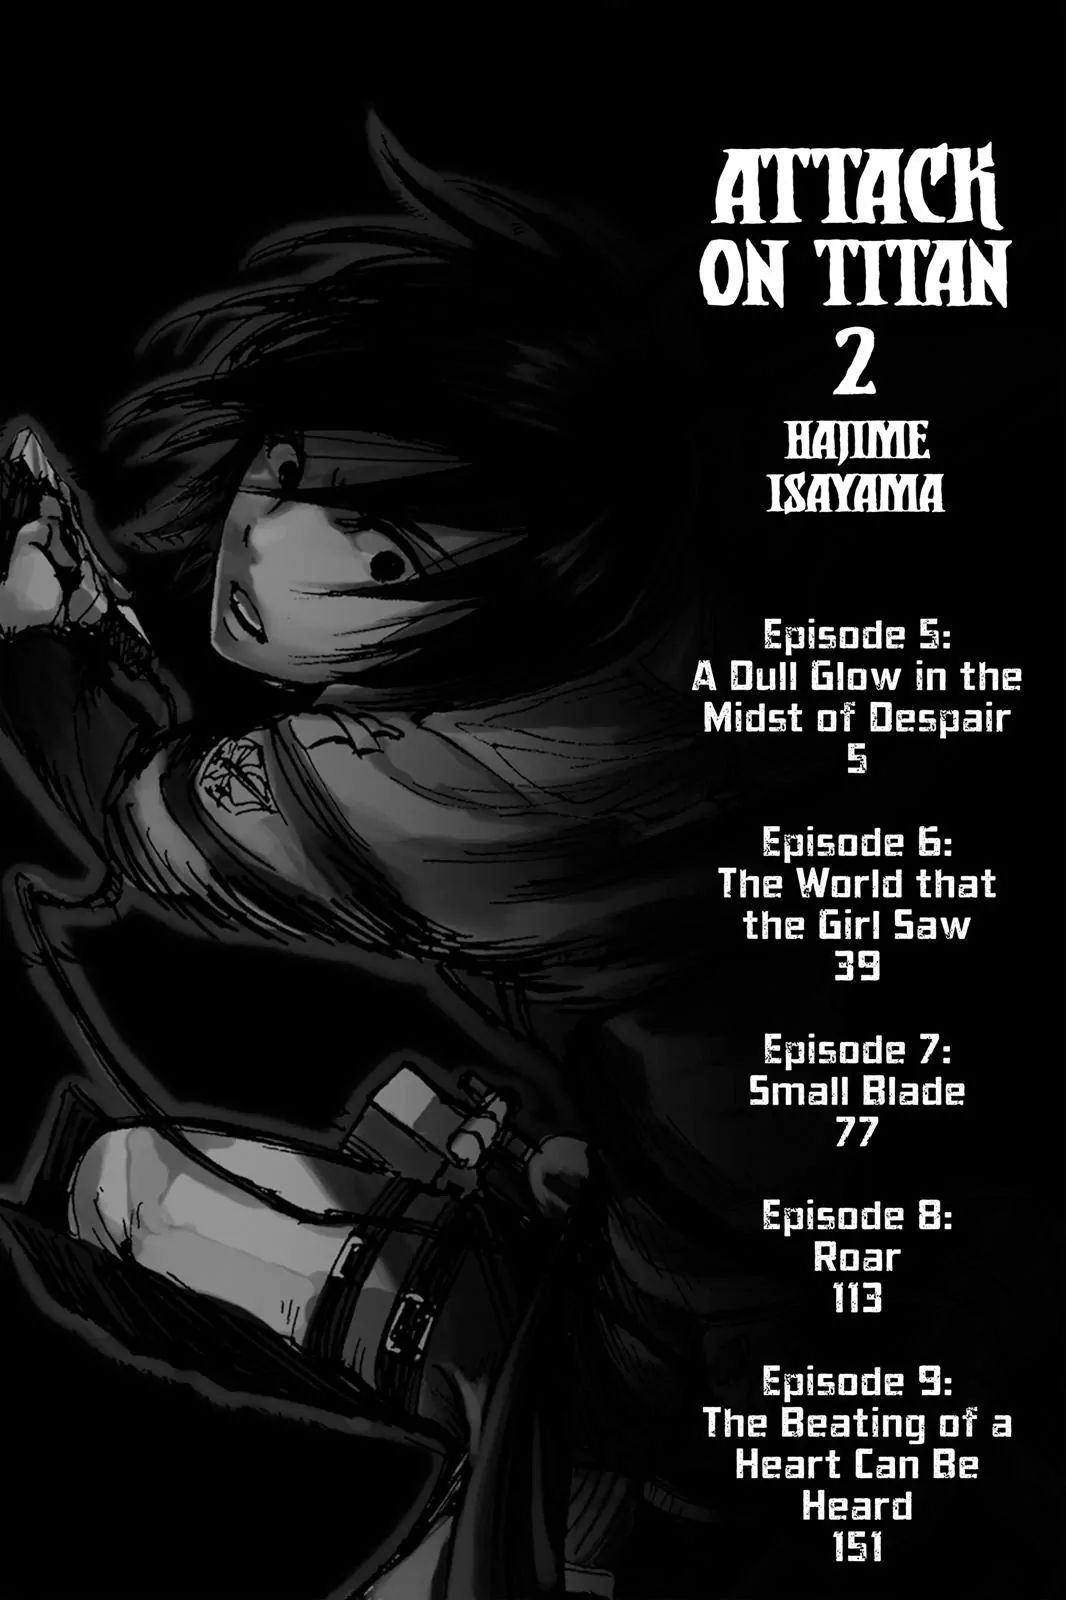 ATTACK
ON TITAN
2
HAJIME
ISAYAMA
Episode 5:
A Dull Glow in the
Midst of Despair
5
Episode 6:
The World that
the Girl Saw
39
Episode 7:
Small Blade
77
Episode 8:
Roar
113
Episode 9:
The Beating of a
Heart Can Be
Heard
151